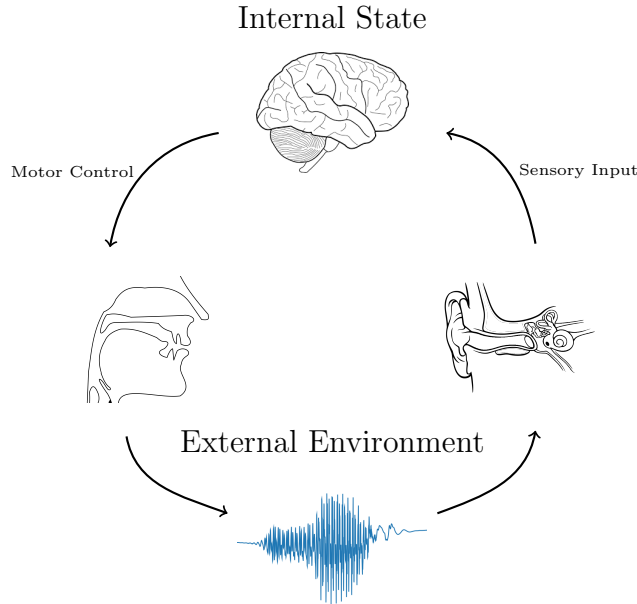 Internal State
Motor Control
Sensory Input
External Environment